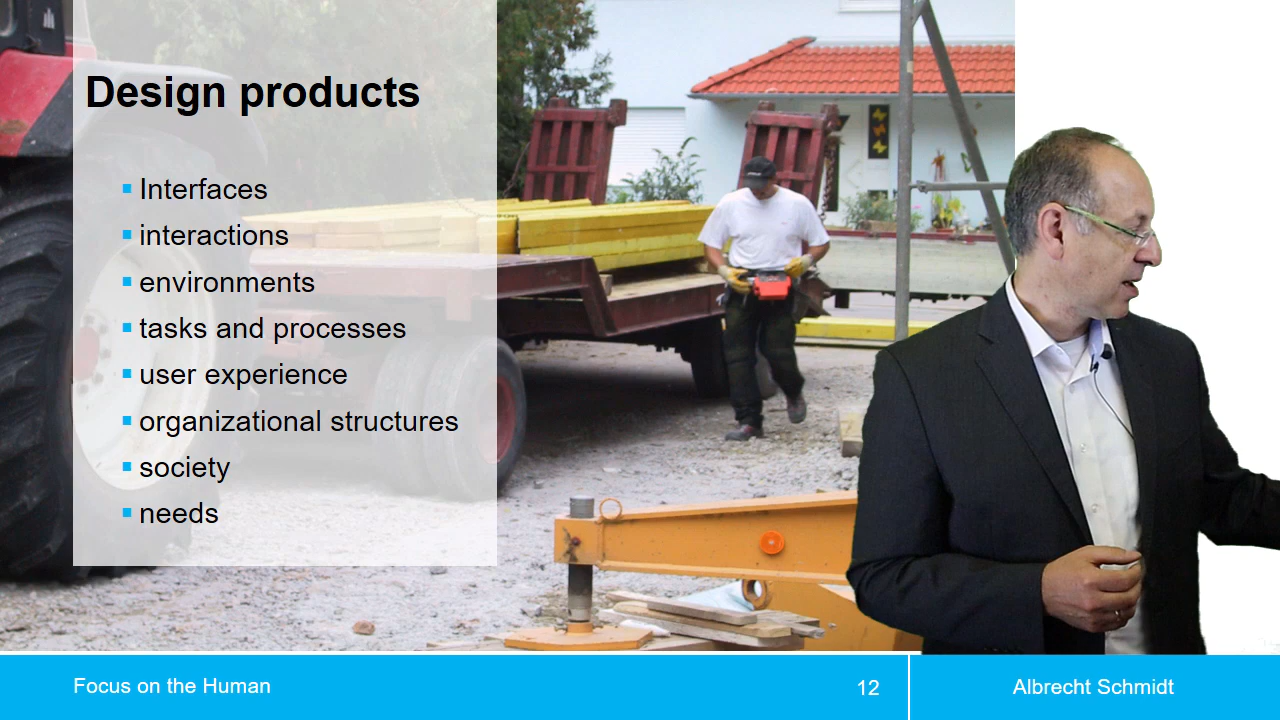 Design products
Interfaces
interactions
environments
tasks and processes
user experience
organizational structures
society
needs
Focus on the Human
12
Albrecht Schmidt